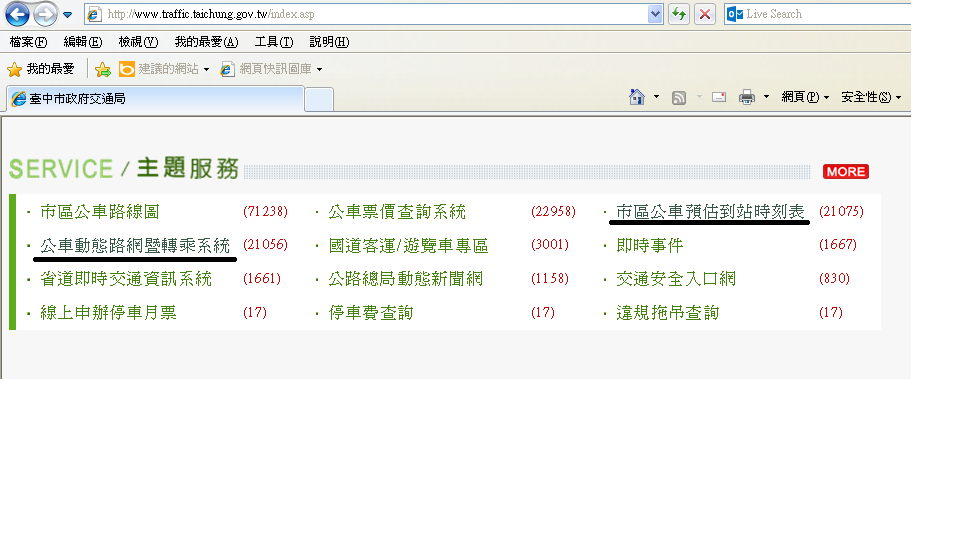 http://www.traffic.taichung.gov.tw/index.asp Live Search
檔案(F) 編輯(E) 檢視(V) 我的最愛(A) 工具(T) 說明(H)
我的最愛 建議的網站 網頁快訊圖庫
臺中市政府交通局 網頁(P) 安全性(S)
SERVICE / 主題服務 MORE
· 市區公車路線圖 (71238) · 公車票價查詢系統 (22958) · 市區公車預估到站時刻表 (21075)
· 公車動態路網暨轉乘系統 (21056) · 國道客運/遊覽車專區 (3001) · 即時事件 (1667)
· 省道即時交通資訊系統 (1661) · 公路總局動態新聞網 (1158) · 交通安全入口網 (830)
· 線上申辦停車月票 (17) · 停車費查詢 (17) · 違規拖吊查詢 (17)